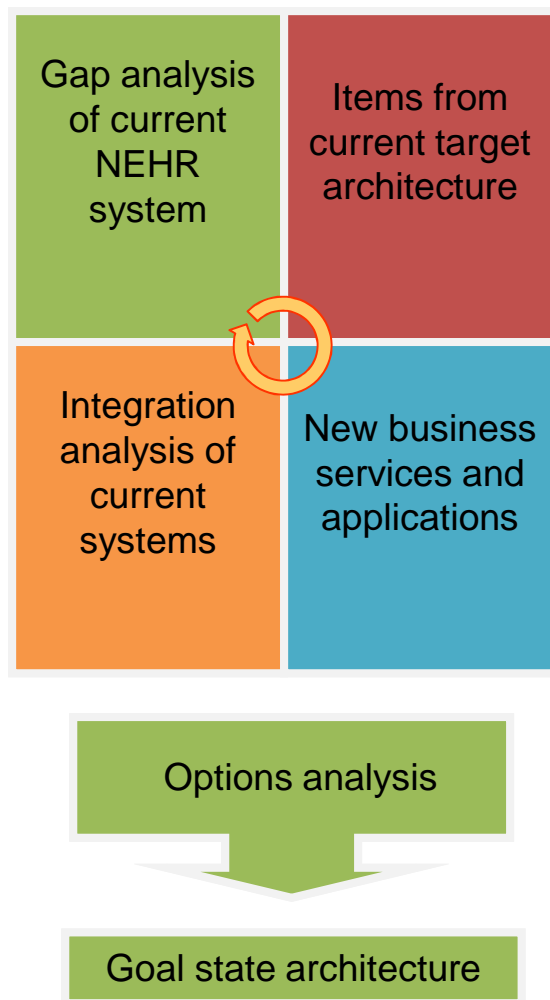 Gap analysis
of current
NEHR
system
Items from
current target
architecture
Integration
analysis of
current
systems
New business
services and
applications
Options analysis
Goal state architecture